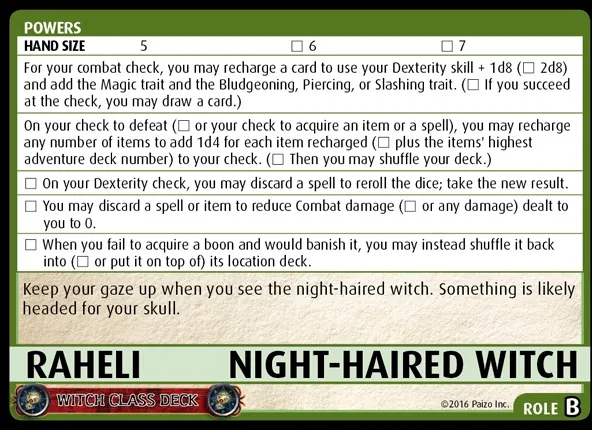 POWERS
HAND SIZE 5 ☐ 6 ☐ 7
For your combat check, you may recharge a card to use your Dexterity skill + 1d8 (☐ 2d8)
and add the Magic trait and the Bludgeoning, Piercing, or Slashing trait. (☐ If you succeed
at the check, you may draw a card.)
On your check to defeat (☐ or your check to acquire an item or a spell), you may recharge
any number of items to add 1d4 for each item recharged (☐ plus the items' highest
adventure deck number) to your check. (☐ Then you may shuffle your deck.)
☐ On your Dexterity check, you may discard a spell to reroll the dice; take the new result.
☐ You may discard a spell or item to reduce Combat damage (☐ or any damage) dealt to
you to 0.
☐ When you fail to acquire a boon and would banish it, you may instead shuffle it back
into (☐ or put it on top of) its location deck.
Keep your gaze up when you see the night-haired witch. Something is likely
headed for your skull.
RAHELI NIGHT-HAIRED WITCH
WITCH CLASS DECK
©2016 Paizo Inc. ROLE B